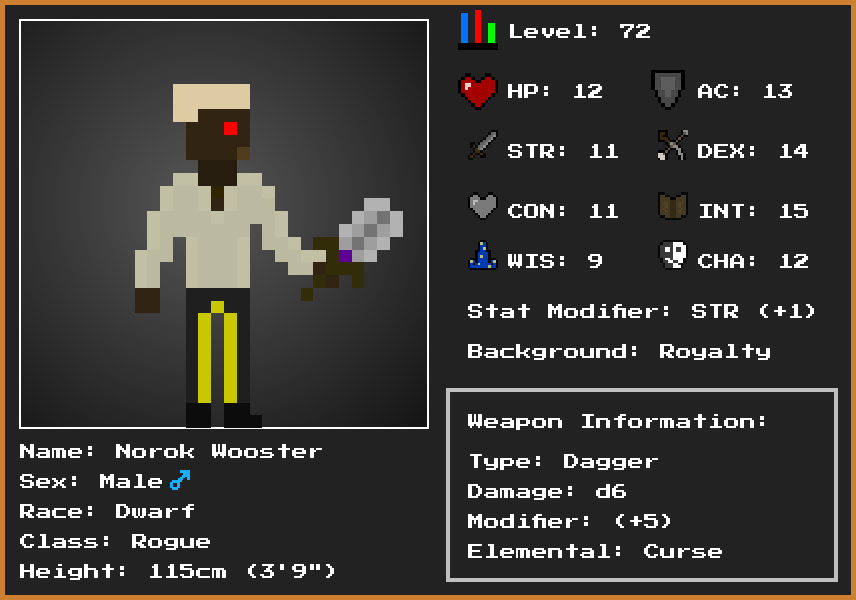 Level: 72
HP: 12
AC: 13
STR: 11
DEX: 14
CON: 11
INT: 15
WIS: 9
CHA: 12
Stat Modifier: STR (+1)
Background: Royalty
Weapon Information:
Type: Dagger
Damage: d6
Modifier: (+5)
Elemental: Curse
Name: Norok Wooster
Sex: Male ♂
Race: Dwarf
Class: Rogue
Height: 115cm (3'9")